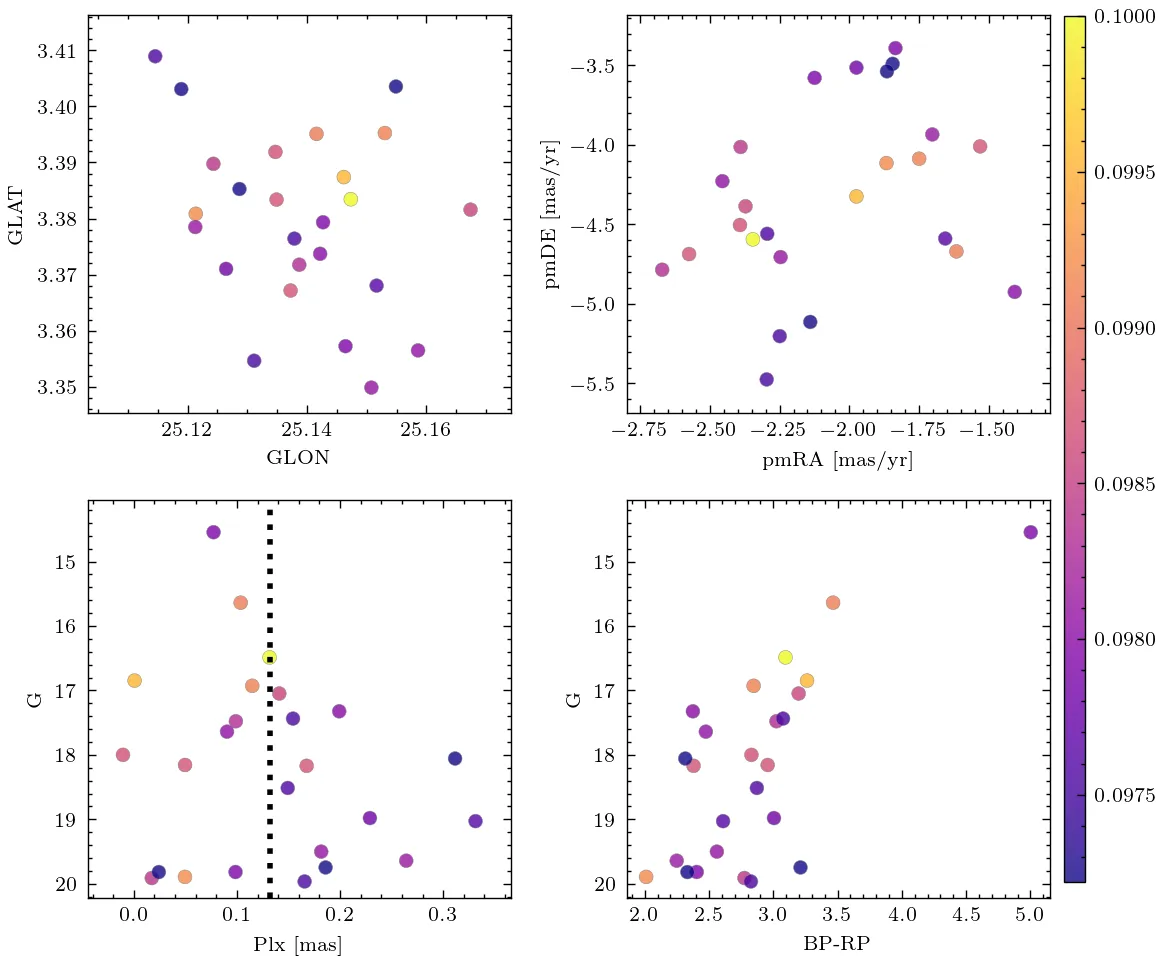 3.41
3.40
3.39
3.38
3.37
3.36
3.35
GLAT
25.12 25.14 25.16
GLON
−3.5
−4.0
−4.5
−5.0
−5.5
pmDE [mas/yr]
−2.75 −2.50 −2.25 −2.00 −1.75 −1.50
pmRA [mas/yr]
0.1000
0.0995
0.0990
0.0985
0.0980
0.0975
15
16
17
18
19
20
G
0.0 0.1 0.2 0.3
Plx [mas]
15
16
17
18
19
20
G
2.0 2.5 3.0 3.5 4.0 4.5 5.0
BP-RP